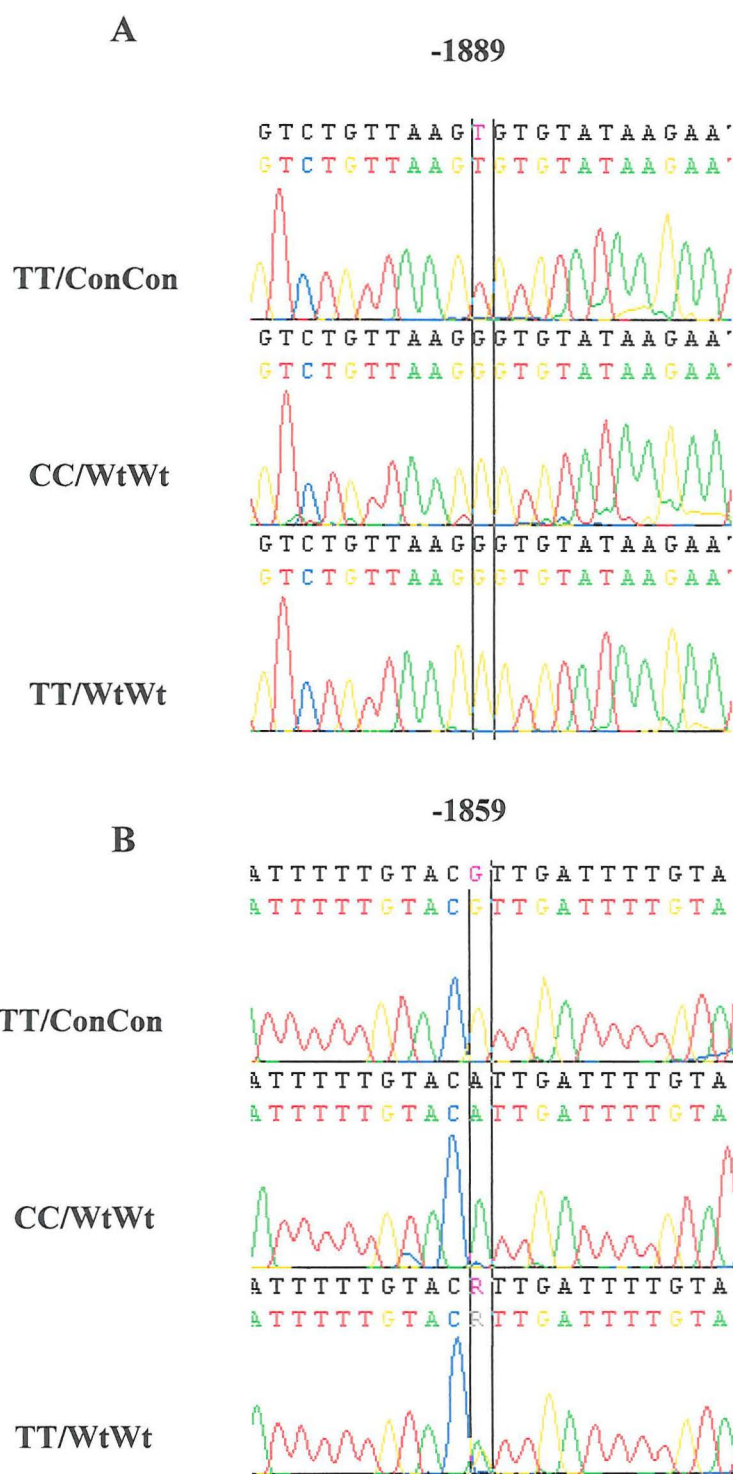 A
-1889
GTCTGTTAAGTGTGTATAAGAA
GTCTGTTAAGTGTGTATAAGAA
TT/ConCon
GTCTGTTAAGGGTGTATAAGAA
GTCTGTTAAGGGTGTATAAGAA
CC/WtWt
GTCTGTTAAGGGTGTATAAGAA
GTCTGTTAAGGGTGTATAAGAA
TT/WtWt
B
-1859
ATTTTTGTACGTTGATTTTGTA
ATTTTTGTACGTTGATTTTGTA
TT/ConCon
ATTTTTGTACATTGATTTTGTA
ATTTTTGTACATTGATTTTGTA
CC/WtWt
ATTTTTGTACRTTGATTTTGTA
ATTTTTGTACRTTGATTTTGTA
TT/WtWt